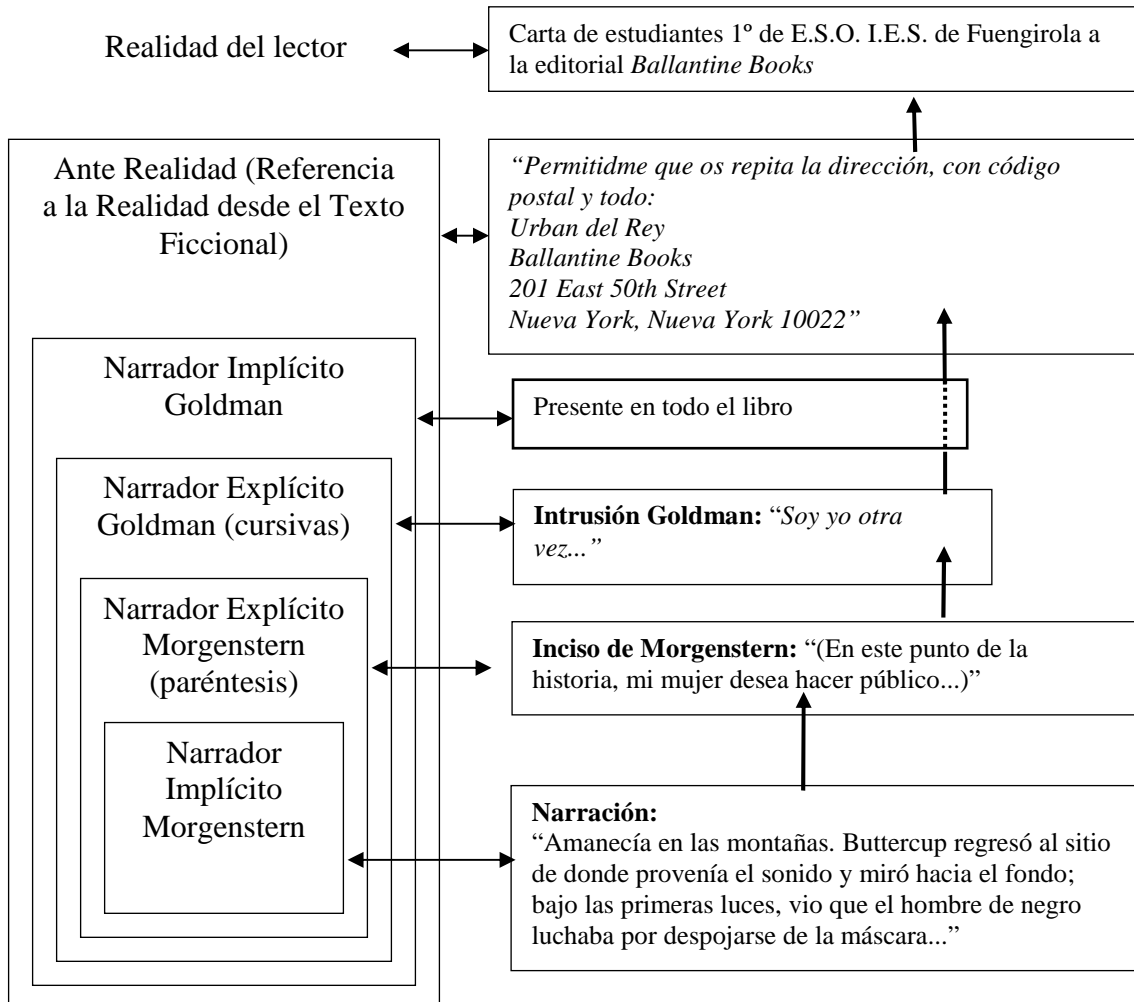 Realidad del lector
Carta de estudiantes 1º de E.S.O. I.E.S. de Fuengirola a
la editorial Ballantine Books
Ante Realidad (Referencia
a la Realidad desde el Texto
Ficcional)
“Permitidme que os repita la dirección, con código
postal y todo:
Urban del Rey
Ballantine Books
201 East 50th Street
Nueva York, Nueva York 10022”
Narrador Implícito
Goldman
Presente en todo el libro
Narrador Explícito
Goldman (cursivas)
Intrusión Goldman: “Soy yo otra
vez...”
Narrador Explícito
Morgenstern
(paréntesis)
Inciso de Morgenstern: “(En este punto de la
historia, mi mujer desea hacer público...)”
Narrador
Implícito
Morgenstern
Narración:
“Amanecía en las montañas. Buttercup regresó al sitio
de donde provenía el sonido y miró hacia el fondo;
bajo las primeras luces, vio que el hombre de negro
luchaba por despojarse de la máscara...”